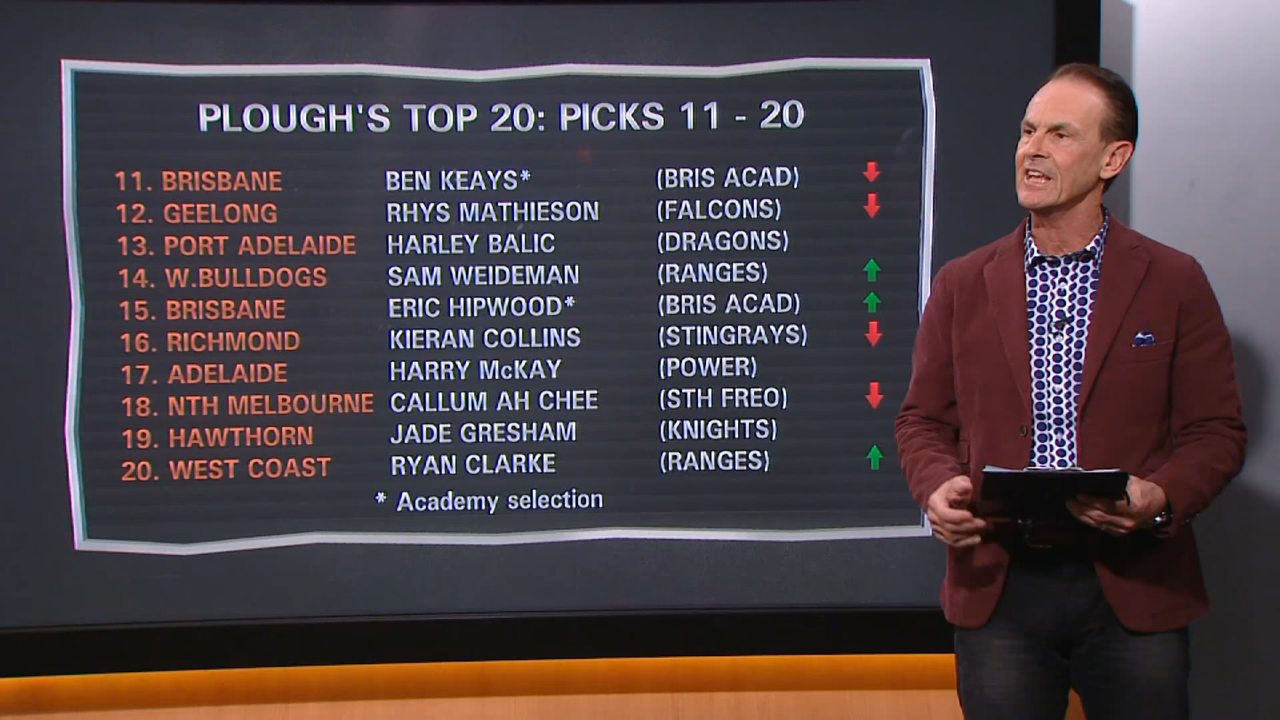 PLOUGH'S TOP 20: PICKS 11 - 20
11. BRISBANE BEN KEAYS* (BRIS ACAD)
12. GEELONG RHYS MATHIESON (FALCONS)
13. PORT ADELAIDE HARLEY BALIC (DRAGONS)
14. W.BULLDOGS SAM WEIDEMAN (RANGES)
15. BRISBANE ERIC HIPWOOD* (BRIS ACAD)
16. RICHMOND KIERAN COLLINS (STINGRAYS)
17. ADELAIDE HARRY McKAY (POWER)
18. NTH MELBOURNE CALLUM AH CHEE (STH FREO)
19. HAWTHORN JADE GRESHAM (KNIGHTS)
20. WEST COAST RYAN CLARKE (RANGES)
* Academy selection